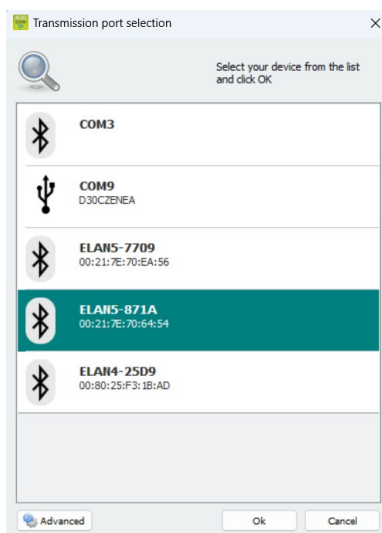 Transmission port selection
Select your device from the list
and click OK
COM3
COM9
D30CZENEA
ELAN5-7709
00:21:7E:70:EA:56
ELAN5-871A
00:21:7E:70:64:54
ELAN4-25D9
00:80:25:F3:1B:AD
Advanced
Ok
Cancel